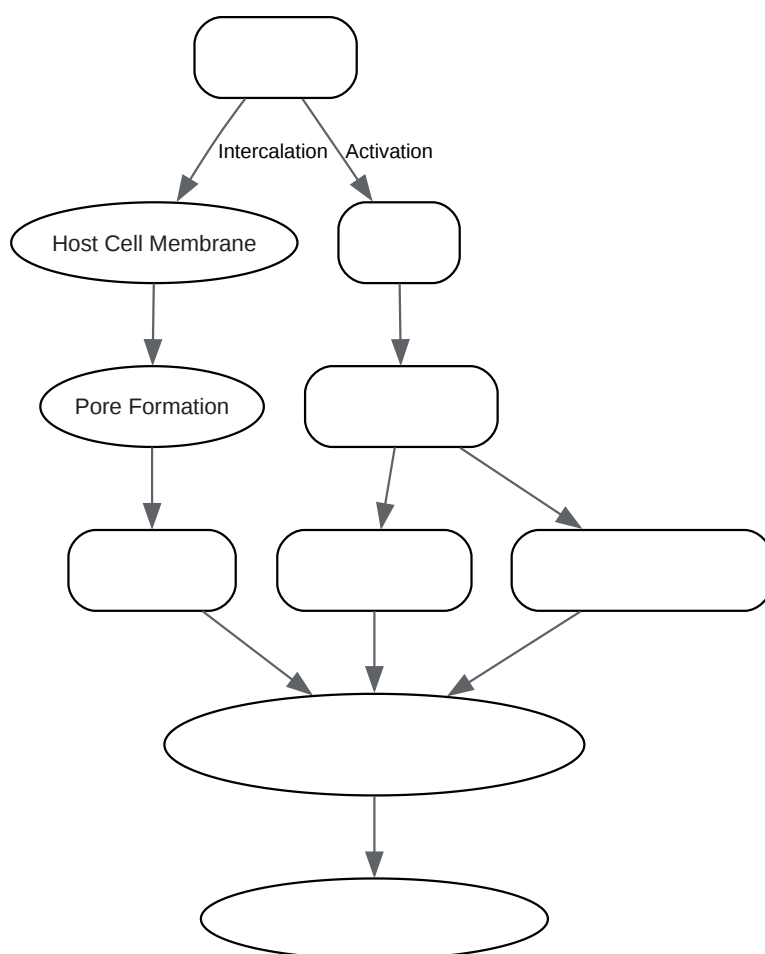 Intercalation
Activation
Host Cell Membrane
Pore Formation